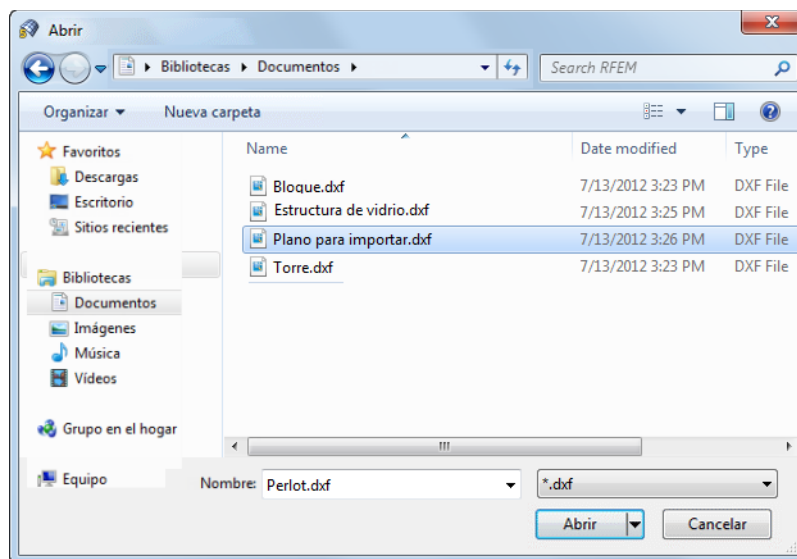 Abrir
Bibliotecas Documentos Search RFEM
Organizar Nueva carpeta
Favoritos
Descargas
Escritorio
Sitios recientes
Bibliotecas
Documentos
Imágenes
Música
Vídeos
Grupo en el hogar
Equipo
Name Date modified Type
Bloque.dxf 7/13/2012 3:23 PM DXF File
Estructura de vidrio.dxf 7/13/2012 3:25 PM DXF File
Plano para importar.dxf 7/13/2012 3:26 PM DXF File
Torre.dxf 7/13/2012 3:23 PM DXF File
Nombre: Perlot.dxf *.dxf
Abrir Cancelar